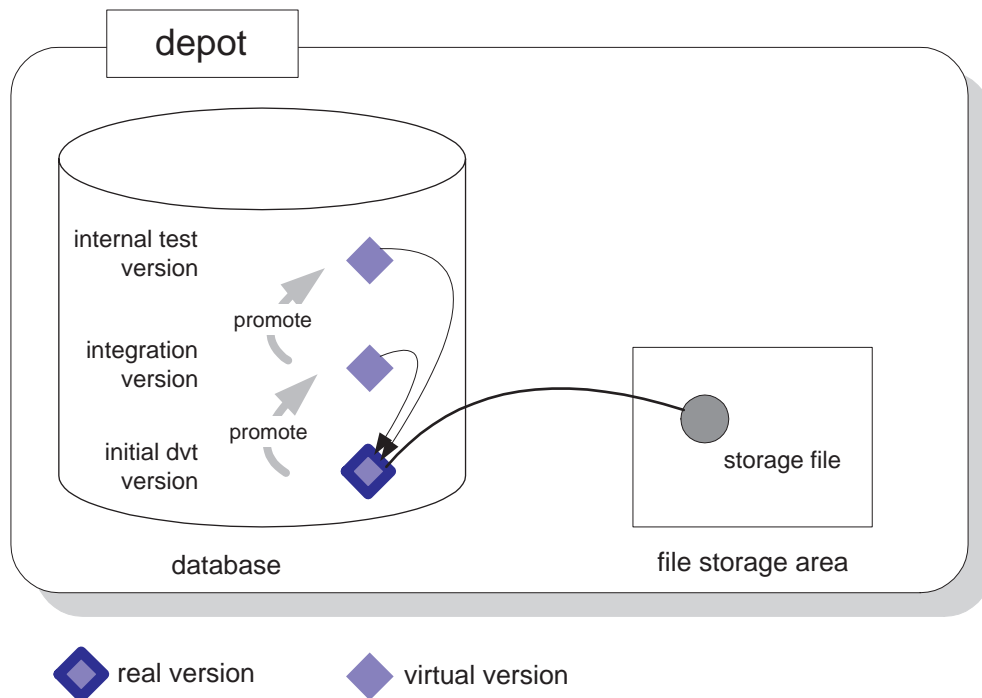 depot
internal test
version
promote
integration
version
promote
initial dvt
version
storage file
database
file storage area
real version
virtual version